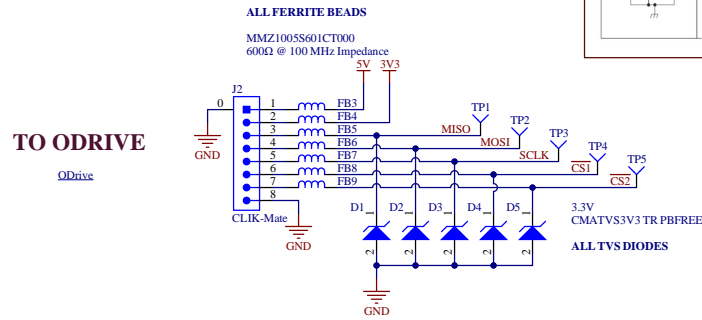 ALL FERRITE BEADS
MMZ1005S601CT000
600Ω @ 100 MHz Impedance
5V 3V3
J2
0 1 FB3
2 FB4
3 FB5 MISO TP1
4 FB6 MOSI TP2
5 FB7 SCLK TP3
6 FB8 CS1 TP4
7 FB9 CS2 TP5
8
GND
TO ODRIVE
ODrive
CLIK-Mate
GND
D1 D2 D3 D4 D5
1 1 1 1 1
2 2 2 2 2
3.3V
CMATVS3V3 TR PBFREE
ALL TVS DIODES
GND